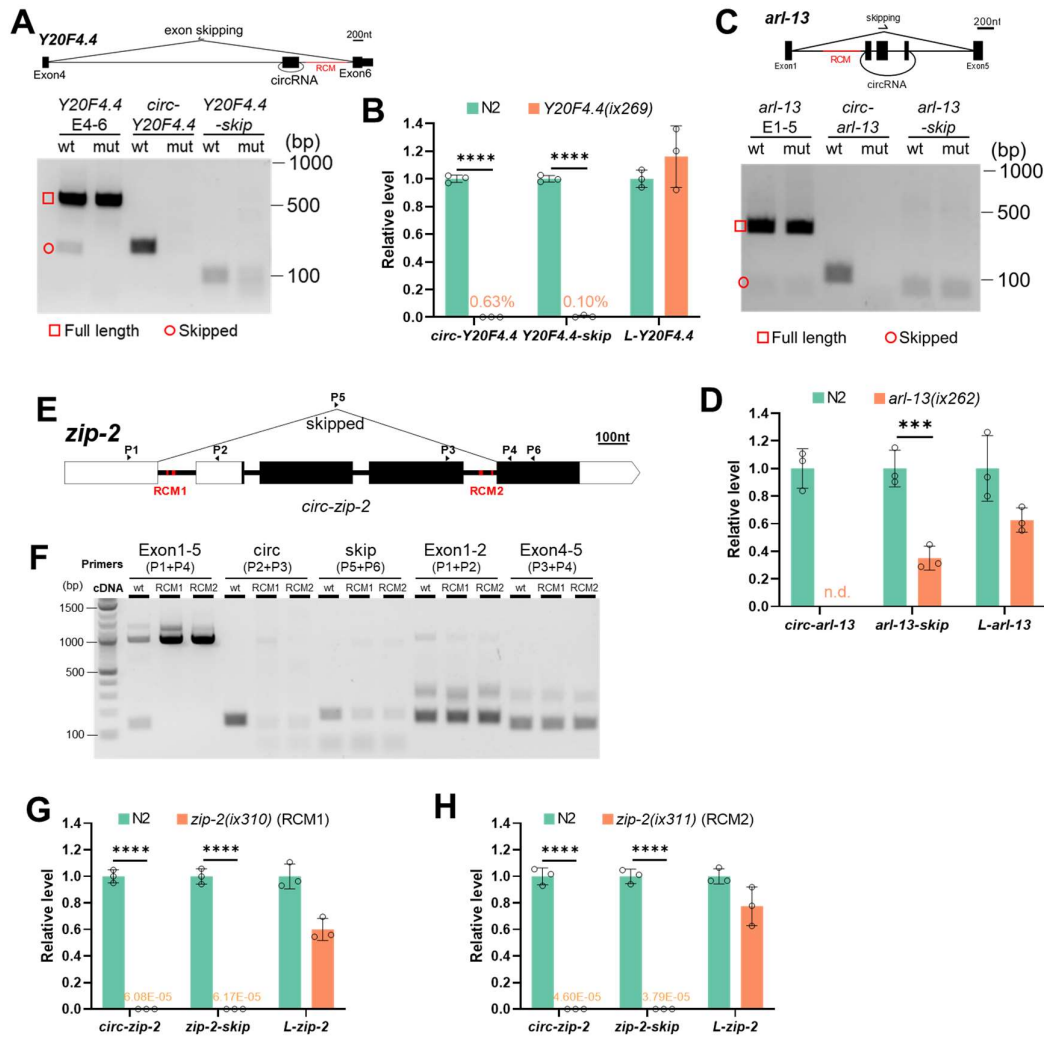 A
Y20F4.4
exon skipping
200nt
Exon4
RCM
Exon6
circRNA
Y20F4.4 circ- Y20F4.4
E4-6 Y20F4.4 -skip
wt mut wt mut wt mut
(bp)
1000
500
100
Full length Skipped
B
N2 Y20F4.4(ix269)
Relative level
1.4
1.2
1.0
0.8
0.6
0.4
0.2
0.0
**** ****
0.63% 0.10%
circ-Y20F4.4 Y20F4.4-skip L-Y20F4.4
C
arl-13
skipping
200nt
Exon1
RCM
Exon5
circRNA
arl-13 circ- arl-13
E1-5 arl-13 -skip
wt mut wt mut wt mut
(bp)
1000
500
100
Full length Skipped
D
N2 arl-13(ix262)
Relative level
1.4
1.2
1.0
0.8
0.6
0.4
0.2
0.0
***
n.d.
circ-arl-13 arl-13-skip L-arl-13
E
zip-2
P5
skipped
100nt
P1 P2 P3 P4 P6
RCM1 RCM2
circ-zip-2
F
Primers
Exon1-5 circ skip Exon1-2 Exon4-5
(P1+P4) (P2+P3) (P5+P6) (P1+P2) (P3+P4)
(bp) cDNA wt RCM1 RCM2 wt RCM1 RCM2 wt RCM1 RCM2 wt RCM1 RCM2 wt RCM1 RCM2
1500
1000
500
100
G
N2 zip-2(ix310) (RCM1)
Relative level
1.4
1.2
1.0
0.8
0.6
0.4
0.2
0.0
**** ****
6.08E-05 6.17E-05
circ-zip-2 zip-2-skip L-zip-2
H
N2 zip-2(ix311) (RCM2)
Relative level
1.4
1.2
1.0
0.8
0.6
0.4
0.2
0.0
**** ****
4.60E-05 3.79E-05
circ-zip-2 zip-2-skip L-zip-2